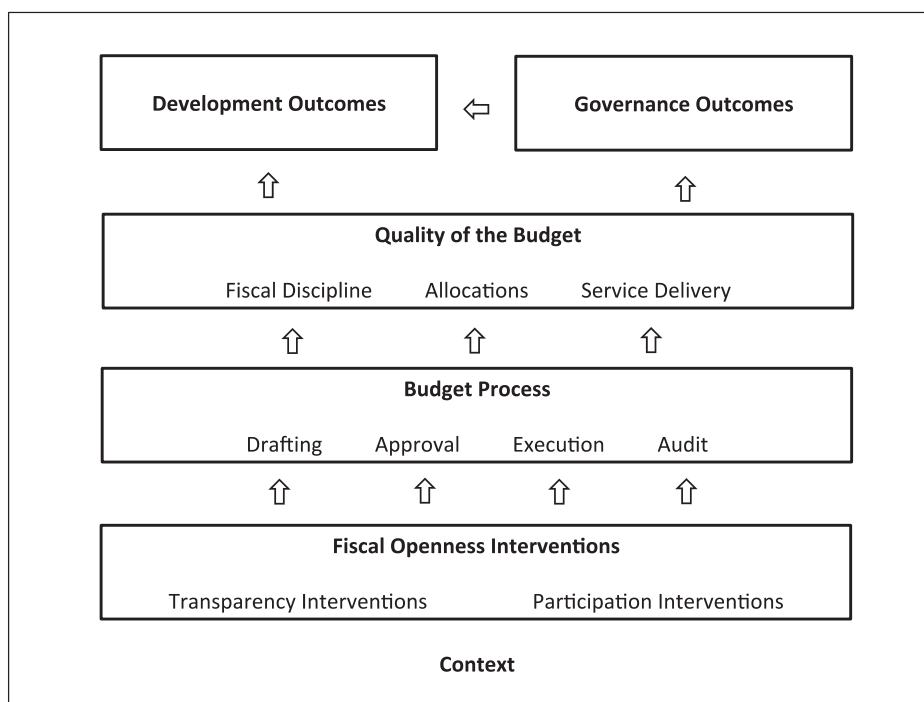 Development Outcomes
Governance Outcomes
Quality of the Budget
Fiscal Discipline Allocations Service Delivery
Budget Process
Drafting Approval Execution Audit
Fiscal Openness Interventions
Transparency Interventions Participation Interventions
Context